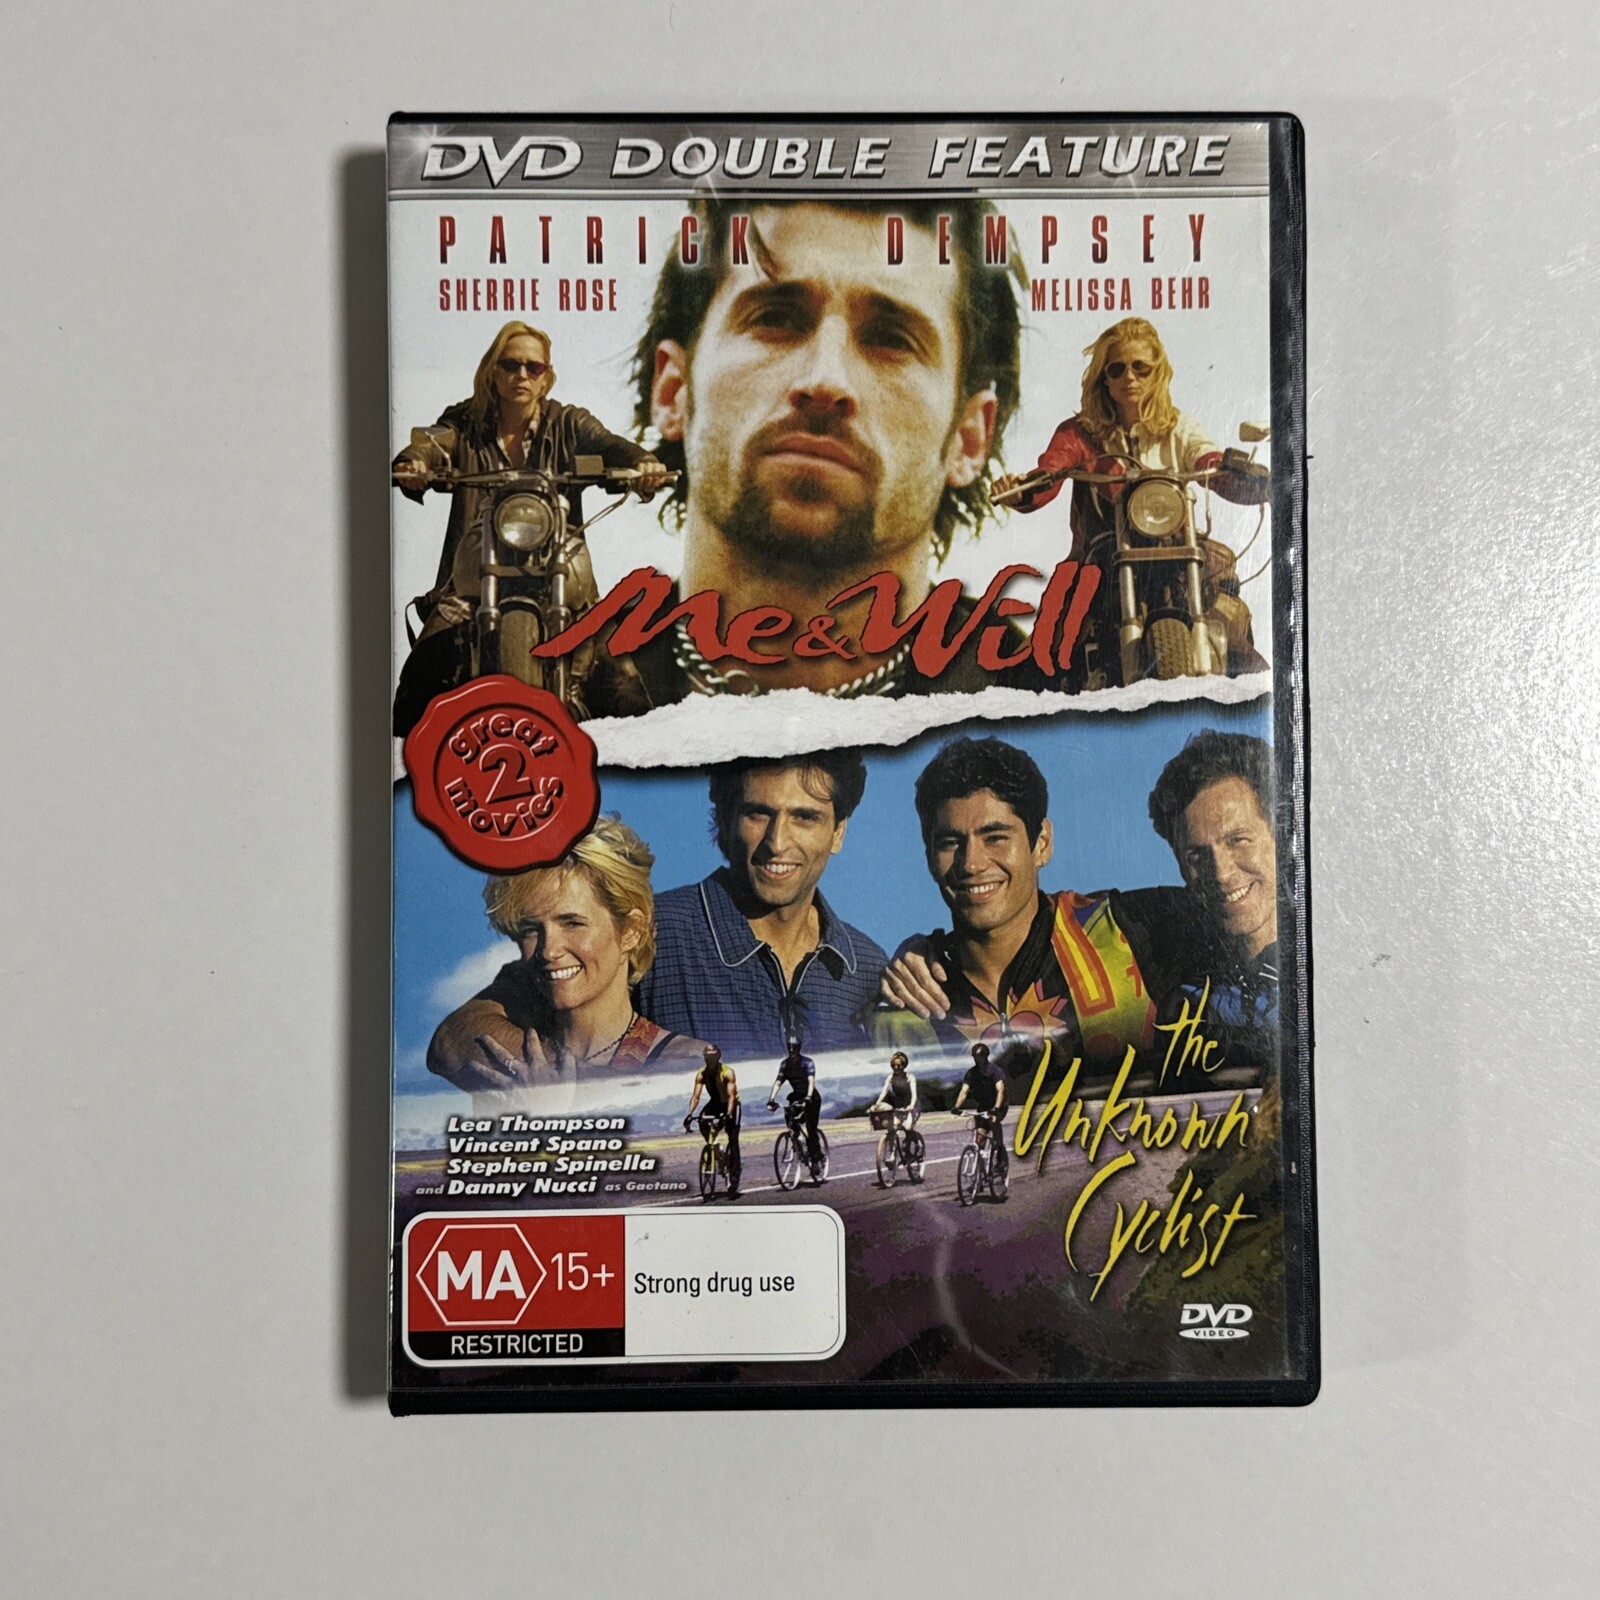 DVD DOUBLE FEATURE
PATRICK DEMPSEY
SHERRIE ROSE MELISSA BEHR
Me & Will
great
2
movies
the
Unknown
Cyclist
Lea Thompson
Vincent Spano
Stephen Spinella
and Danny Nucci as Gaetano
MA 15+
RESTRICTED
Strong drug use
DVD
VIDEO